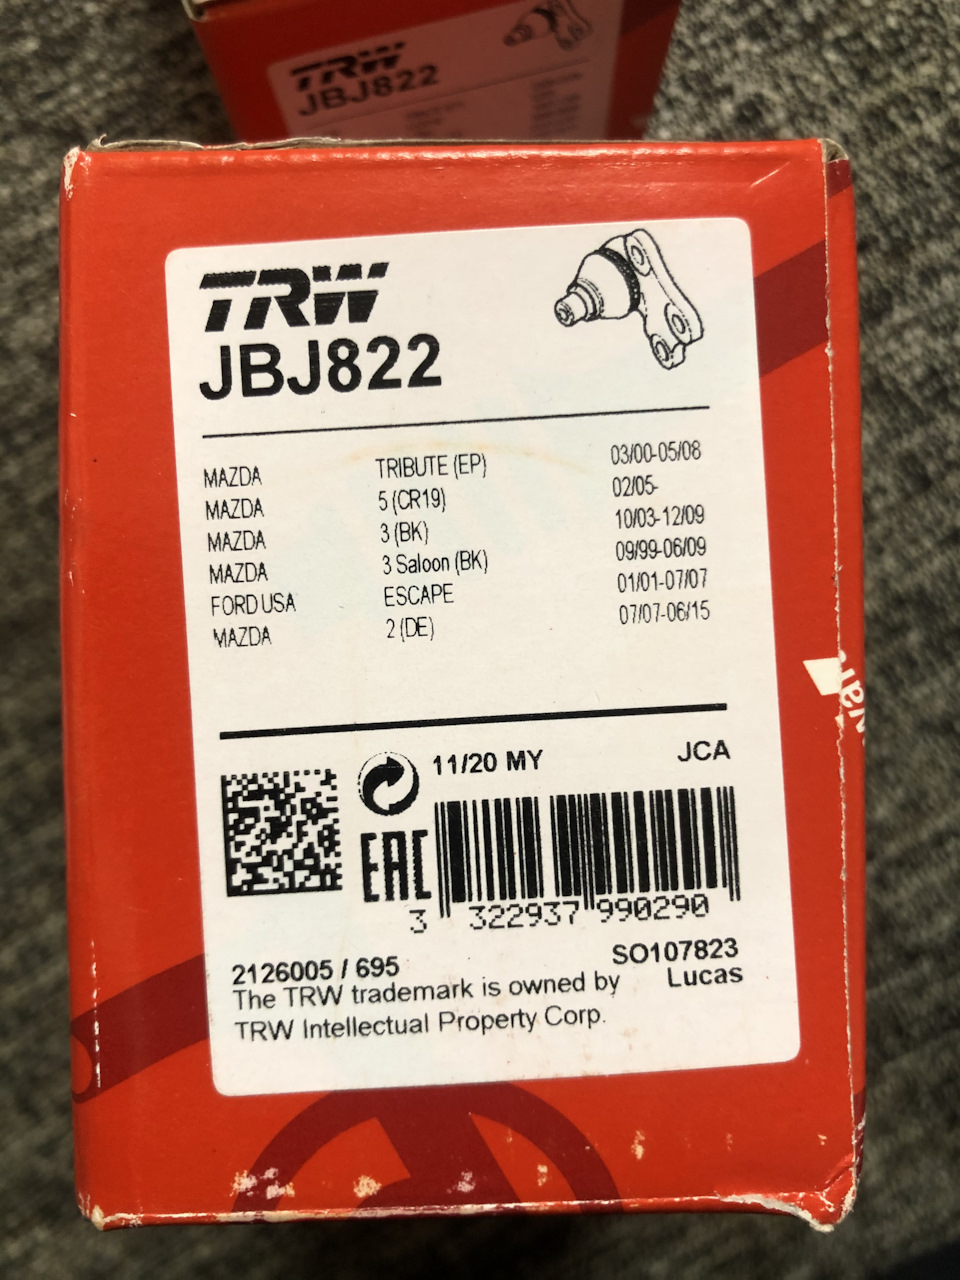 TRW
JBJ822
TRW
JBJ822
MAZDA TRIBUTE (EP) 03/00-05/08
MAZDA 5 (CR19) 02/05-
MAZDA 3 (BK) 10/03-12/09
MAZDA 3 Saloon (BK) 09/99-06/09
FORD USA ESCAPE 01/01-07/07
MAZDA 2 (DE) 07/07-06/15
11/20 MY JCA
EAC
3 322937 990290
2126005 / 695 SO107823
The TRW trademark is owned by Lucas
TRW Intellectual Property Corp.